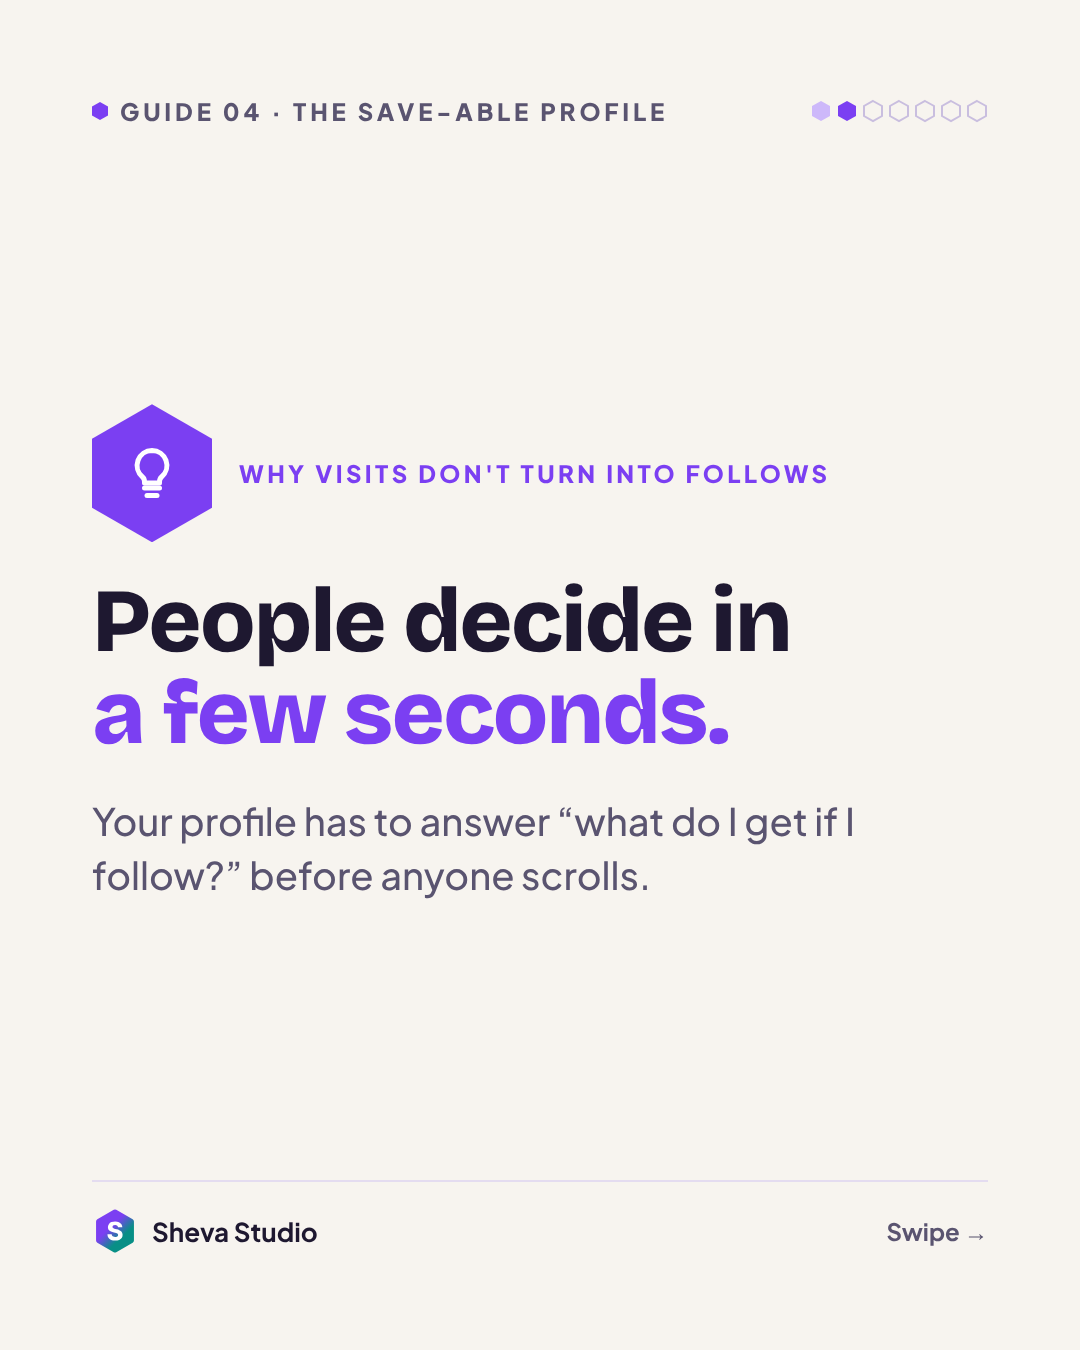 GUIDE 04 · THE SAVE-ABLE PROFILE
WHY VISITS DON'T TURN INTO FOLLOWS
People decide in
a few seconds.
Your profile has to answer “what do I get if I
follow?” before anyone scrolls.
S Sheva Studio
Swipe →